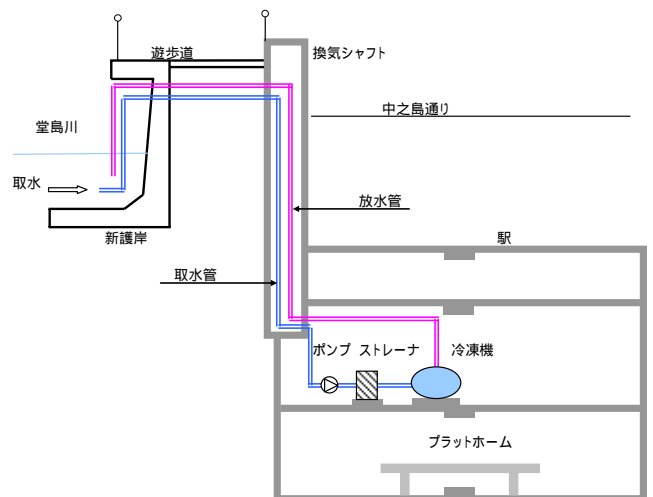 遊歩道
換気シャフト
中之島通り
堂島川
取水
放水管
新護岸
駅
取水管
ポンプ ストレーナ 冷凍機
プラットホーム